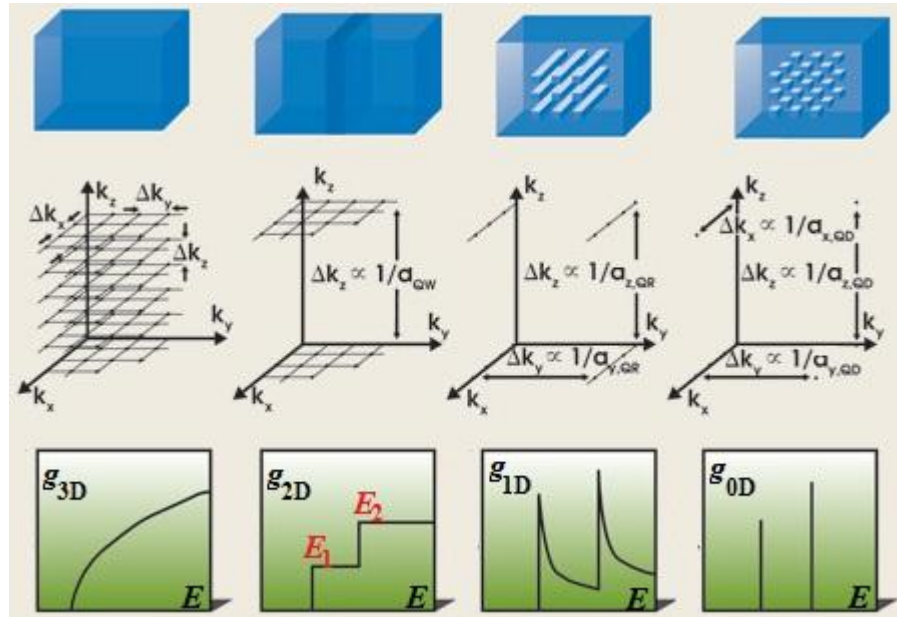 k_z
Δk_y
Δk_x
Δk_z
k_y
k_x
k_z
Δk_z ∝ 1/a_QW
k_y
k_x
k_z
Δk_z ∝ 1/a_z,QR
k_y
Δk_y ∝ 1/a_y,QR
k_x
k_z
Δk_x ∝ 1/a_x,QD
Δk_z ∝ 1/a_z,QD
k_y
Δk_y ∝ 1/a_y,QD
k_x
g_3D
E
g_2D
E_1
E_2
E
g_1D
E
g_0D
E